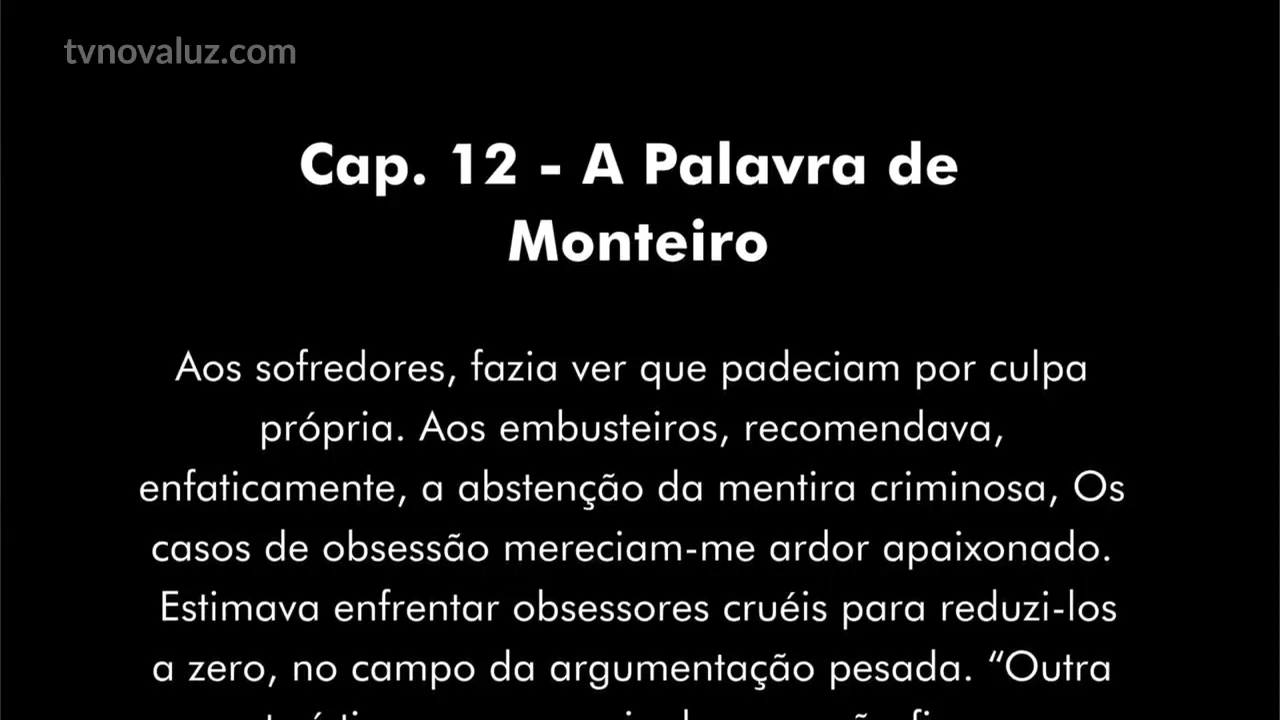 tvnovaluz.com
Cap. 12 - A Palavra de
Monteiro
Aos sofredores, fazia ver que padeciam por culpa
própria. Aos embusteiros, recomendava,
enfaticamente, a abstenção da mentira criminosa, Os
casos de obsessão mereciam-me ardor apaixonado.
Estimava enfrentar obsessores cruéis para reduzi-los
a zero, no campo da argumentação pesada. “Outra